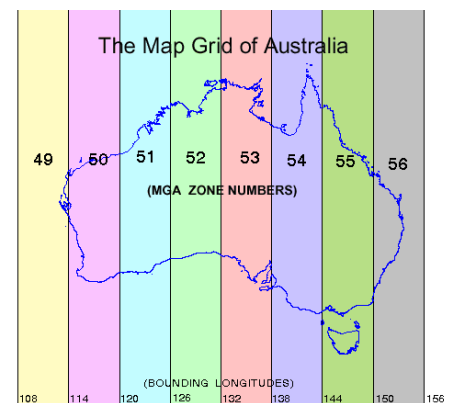 The Map Grid of Australia
49 50 51 52 53 54 55 56
(MGA ZONE NUMBERS)
(BOUNDING LONGITUDES)
108 114 120 126 132 138 144 150 156